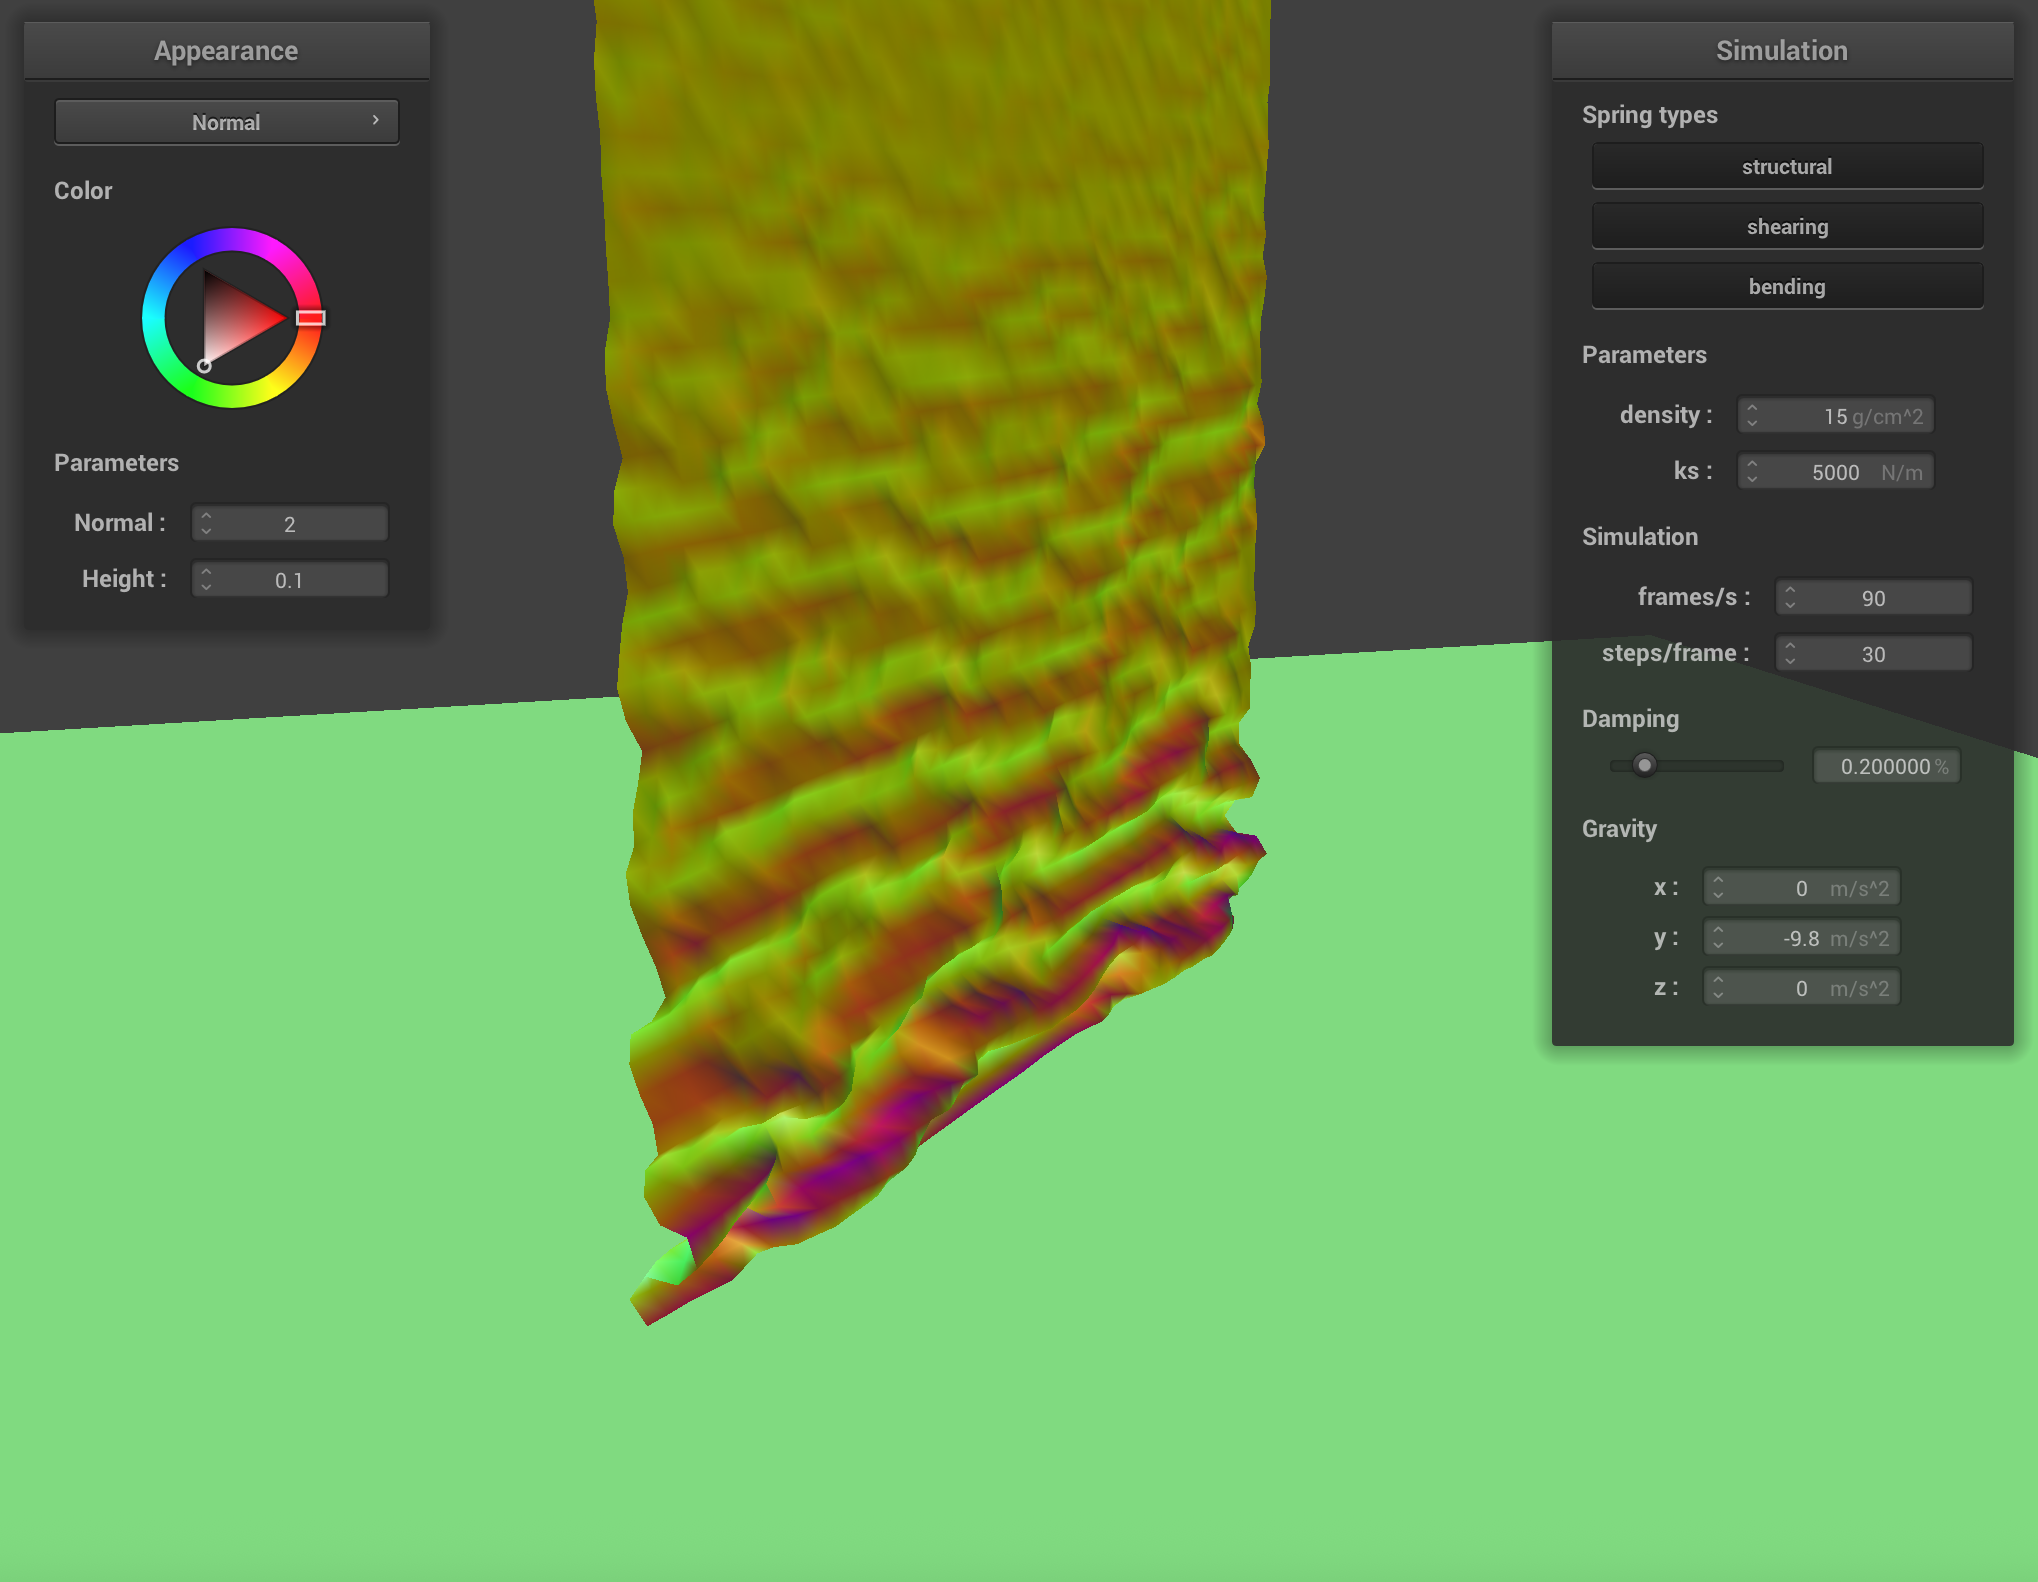 Appearance
Normal
Color
Parameters
Normal : 2
Height : 0.1
Simulation
Spring types
structural
shearing
bending
Parameters
density : 15 g/cm^2
ks : 5000 N/m
Simulation
frames/s : 90
steps/frame : 30
Damping
0.200000 %
Gravity
x : 0 m/s^2
y : -9.8 m/s^2
z : 0 m/s^2